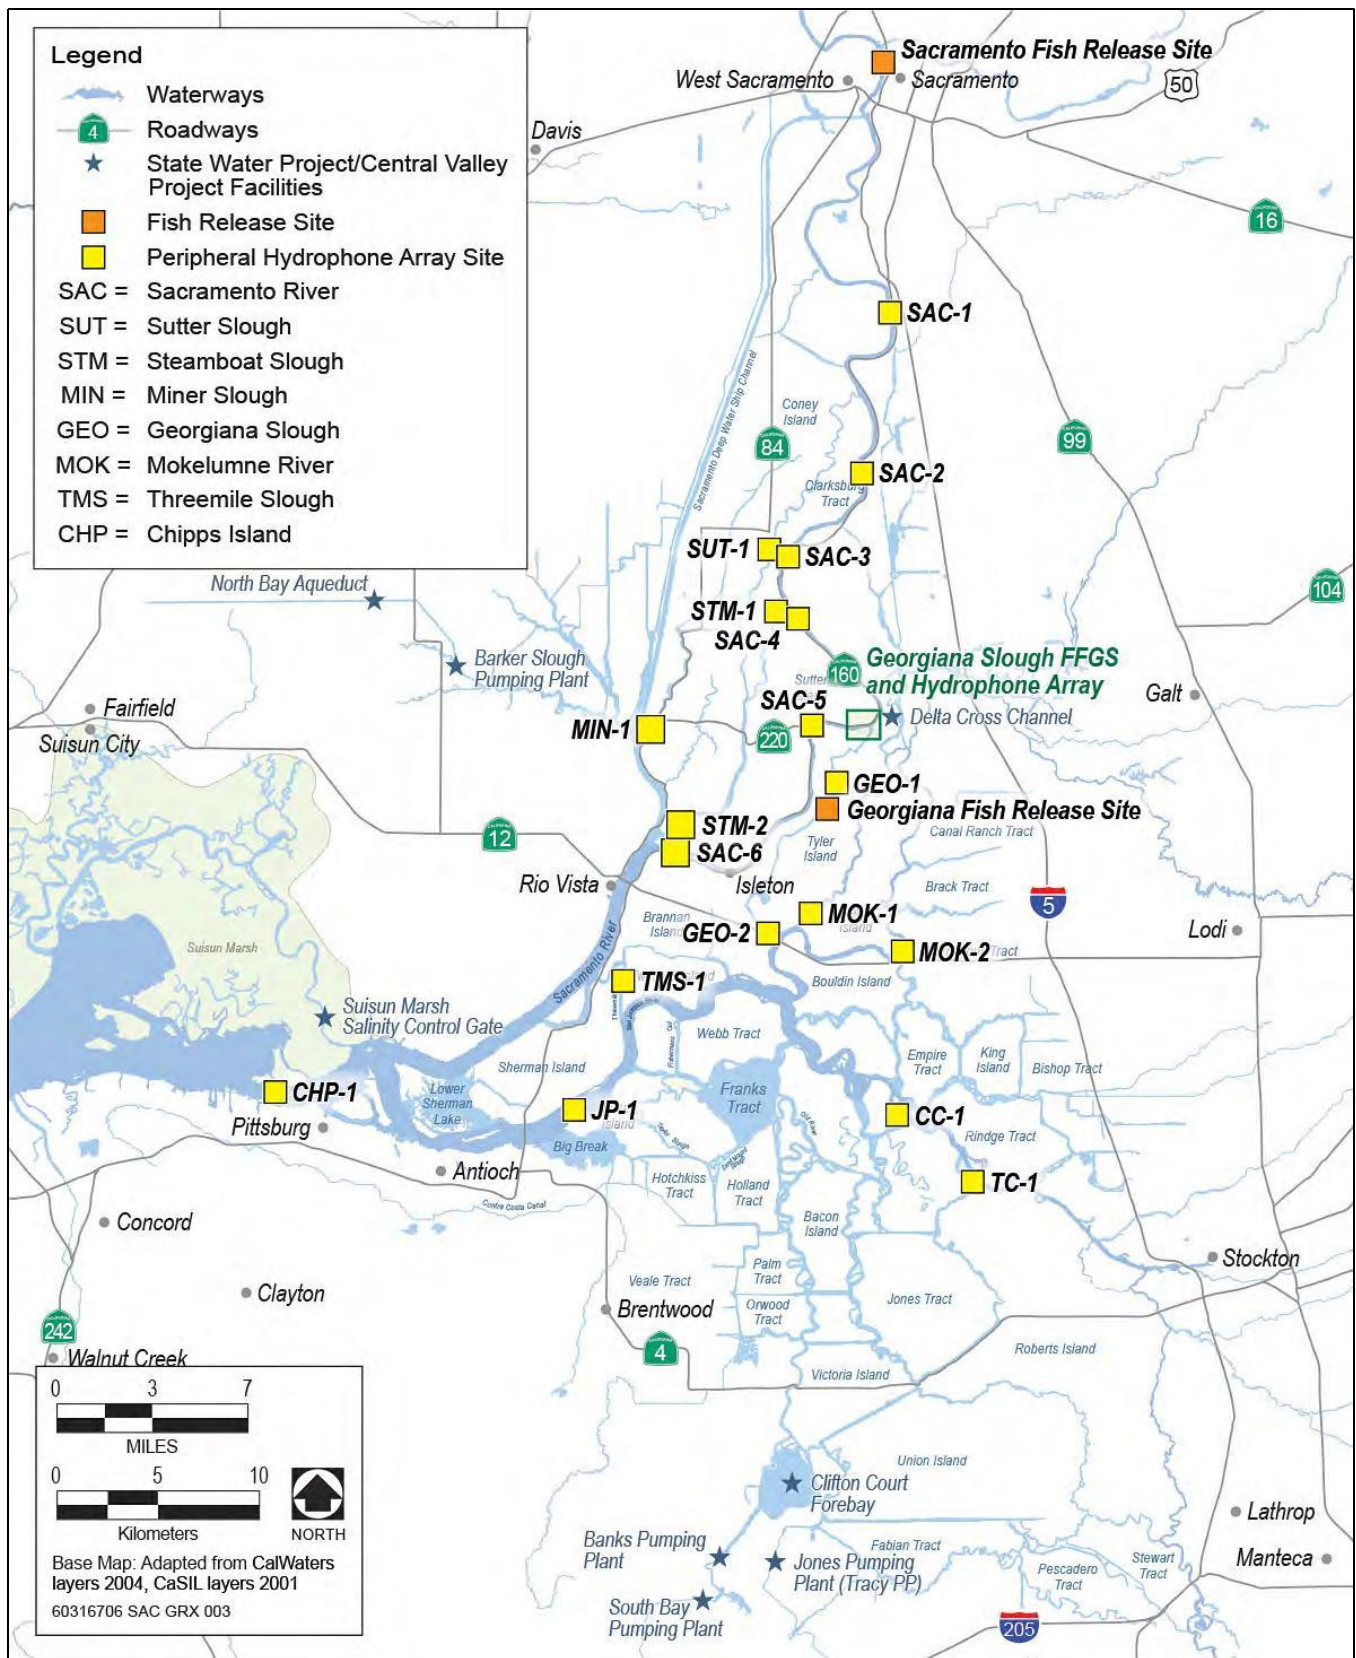 Legend
Waterways
4
Roadways
State Water Project/Central Valley
Project Facilities
Fish Release Site
Peripheral Hydrophone Array Site
SAC = Sacramento River
SUT = Sutter Slough
STM = Steamboat Slough
MIN = Miner Slough
GEO = Georgiana Slough
MOK = Mokelumne River
TMS = Threemile Slough
CHP = Chipps Island
Sacramento Fish Release Site
West Sacramento
Sacramento
50
Davis
16
SAC-1
Sacramento Deep Water Ship Channel
Coney
Island
84
99
SAC-2
Clarksburg
Tract
SUT-1
SAC-3
North Bay Aqueduct
104
STM-1
SAC-4
Barker Slough
Pumping Plant
160
Georgiana Slough FFGS
and Hydrophone Array
Sutter
SAC-5
Galt
Fairfield
Suisun City
MIN-1
220
Delta Cross Channel
GEO-1
Georgiana Fish Release Site
12
STM-2
SAC-6
Tyler
Island
Canal Ranch Tract
Rio Vista
Isleton
Brack Tract
5
Brannan
Island
GEO-2
MOK-1
Island
Lodi
Suisun Marsh
Sacramento River
MOK-2
Tract
TMS-1
Bouldin Island
Suisun Marsh
Salinity Control Gate
Webb Tract
Sherman Island
Empire
Tract
King
Island
Bishop Tract
CHP-1
Lower
Sherman
Lake
Franks
Tract
JP-1
Island
CC-1
Pittsburg
Big Break
Old River
Rindge Tract
Antioch
Hotchkiss
Tract
Holland
Tract
TC-1
Contra Costa Canal
Concord
Bacon
Island
Stockton
Clayton
Veale Tract
Palm
Tract
Brentwood
Orwood
Tract
Jones Tract
242
4
Walnut Creek
Roberts Island
Victoria Island
0 3 7
MILES
0 5 10
Kilometers
NORTH
Base Map: Adapted from CalWaters
layers 2004, CaSIL layers 2001
60316706 SAC GRX 003
Union Island
Clifton Court
Forebay
Lathrop
Banks Pumping
Plant
Jones Pumping
Plant (Tracy PP)
Fabian Tract
Pescadero
Tract
Stewart
Tract
Manteca
South Bay
Pumping Plant
205